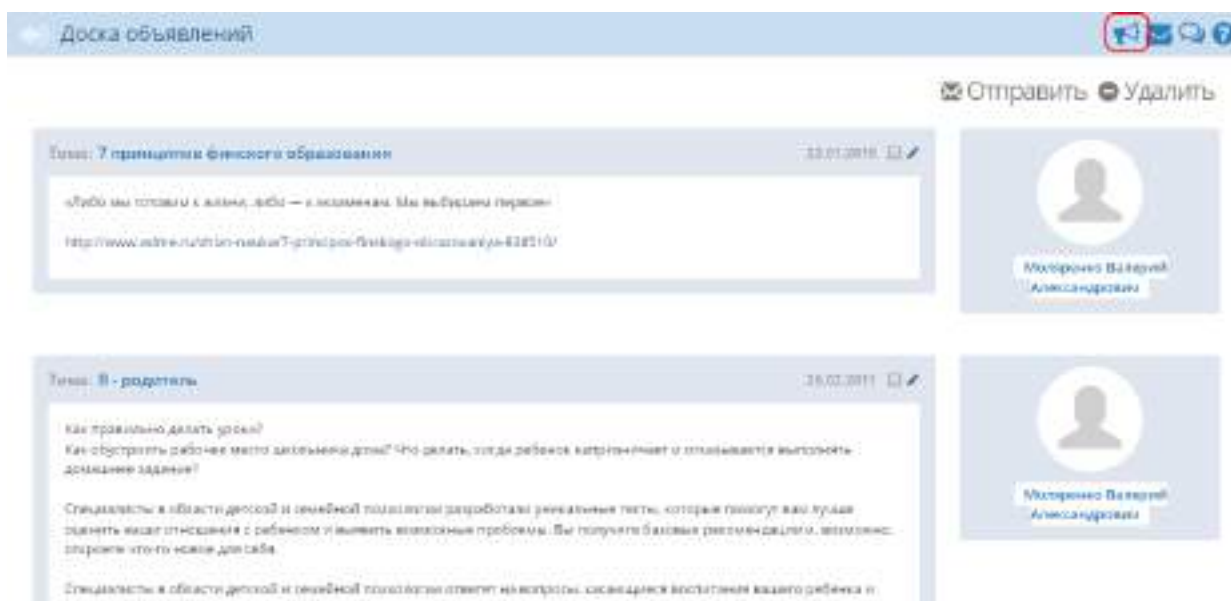 Доска объявлений
Отправить Удалить
Тема: 7 принципов финского образования
«Либо мы готовим к жизни, либо — к экзаменам. Мы выбираем первое»
Александрович
Тема: Я - родитель
Как правильно делать уроки?
Как обустроить рабочее место школьника дома? Что делать, когда ребенок капризничает и отказывается выполнять
домашнее задание?
Специалисты в области детской и семейной психологии разработали уникальные тесты, которые помогут вам лучше
оценить ваши отношения с ребенком и выявить возможные проблемы. Вы получите базовые рекомендации и, возможно,
откроете что-то новое для себя.
Александрович
Специалисты в области детской и семейной психологии ответят на вопросы, касающиеся воспитания вашего ребенка и